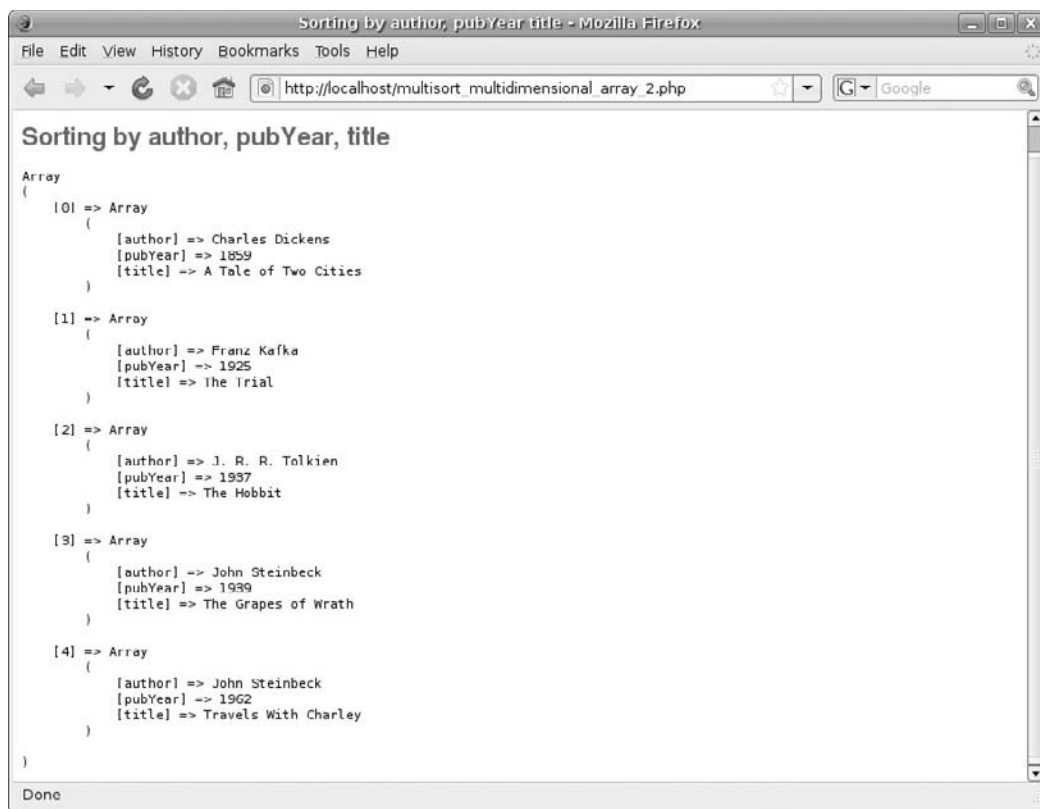 Sorting by author, pubYear title - Mozilla Firefox
File Edit View History Bookmarks Tools Help
http://localhost/multisort_multidimensional_array_2.php
G Google
Sorting by author, pubYear, title
Array
(
[0] => Array
(
[author] => Charles Dickens
[pubYear] => 1859
[title] => A Tale of Two Cities
)
[1] => Array
(
[author] => Franz Kafka
[pubYear] => 1925
[title] => The Trial
)
[2] => Array
(
[author] => J. R. R. Tolkien
[pubYear] => 1937
[title] => The Hobbit
)
[3] => Array
(
[author] => John Steinbeck
[pubYear] => 1939
[title] => The Grapes of Wrath
)
[4] => Array
(
[author] => John Steinbeck
[pubYear] => 1962
[title] => Travels With Charley
)
)
Done